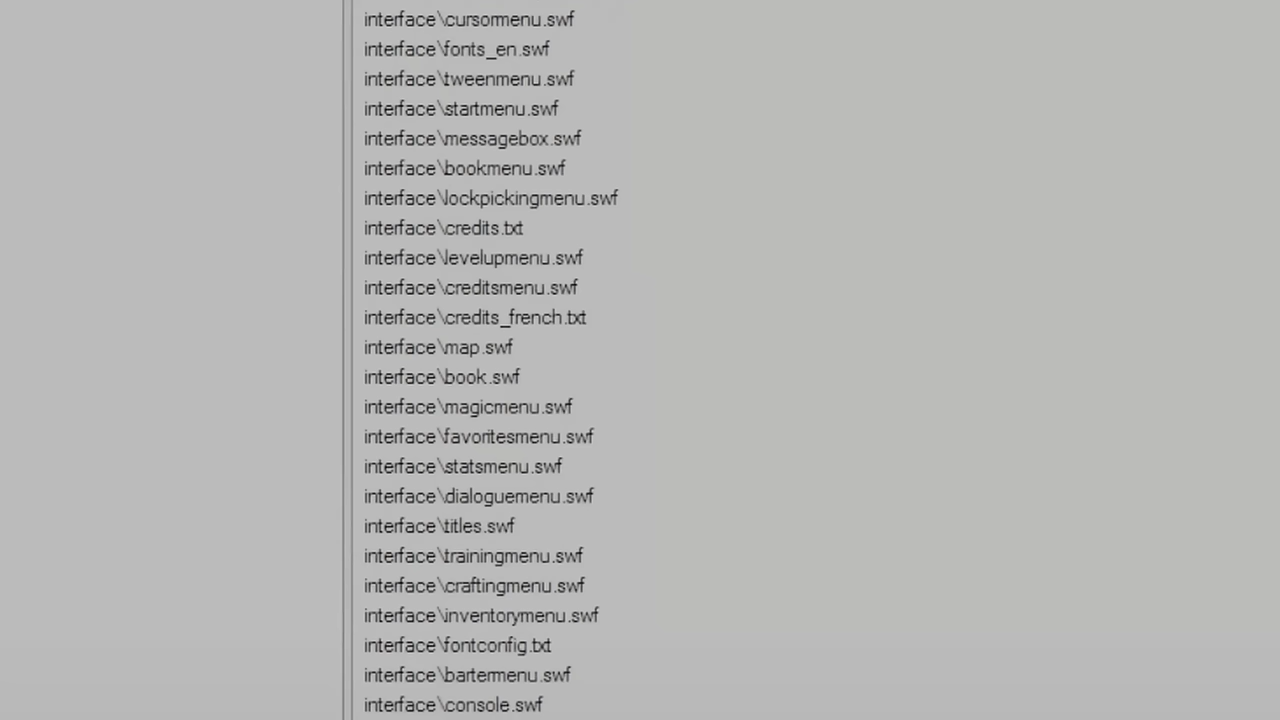 interface\cursormenu.swf
interface\fonts_en.swf
interface\tweenmenu.swf
interface\startmenu.swf
interface\messagebox.swf
interface\bookmenu.swf
interface\lockpickingmenu.swf
interface\credits.txt
interface\levelupmenu.swf
interface\creditsmenu.swf
interface\credits_french.txt
interface\map.swf
interface\book.swf
interface\magicmenu.swf
interface\favoritesmenu.swf
interface\statsmenu.swf
interface\dialoguemenu.swf
interface\titles.swf
interface\trainingmenu.swf
interface\craftingmenu.swf
interface\inventorymenu.swf
interface\fontconfig.txt
interface\bartermenu.swf
interface\console.swf